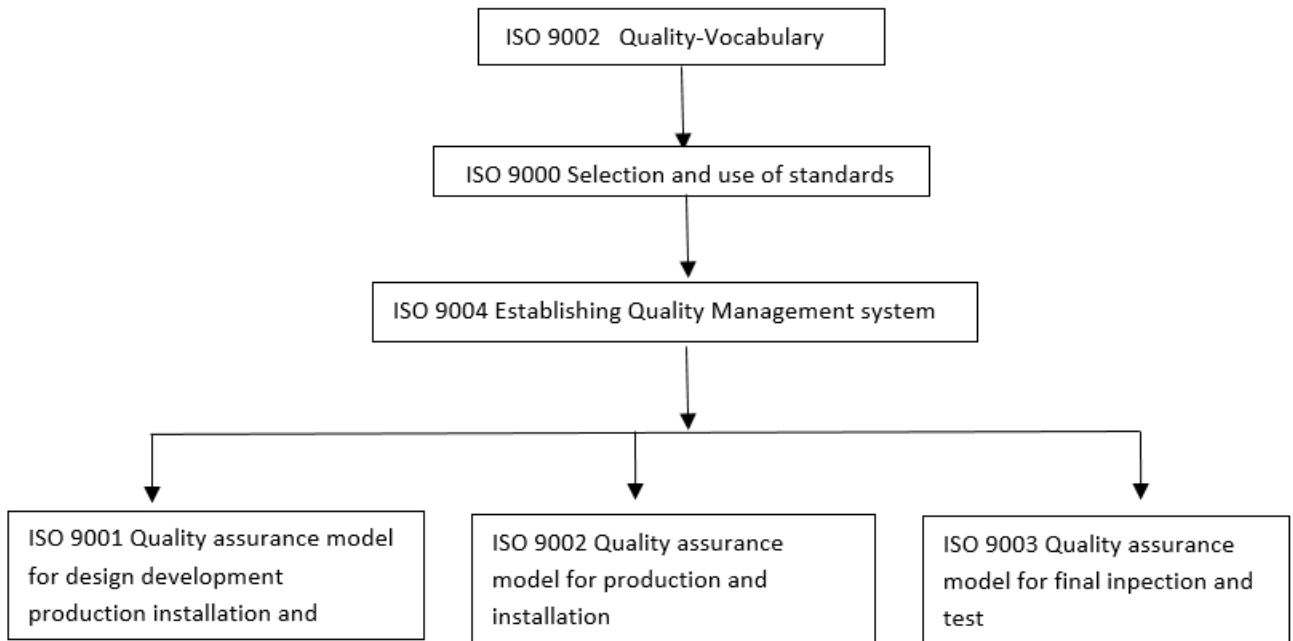 ISO 9002 Quality-Vocabulary
ISO 9000 Selection and use of standards
ISO 9004 Establishing Quality Management system
ISO 9001 Quality assurance model
for design development
production installation and
ISO 9002 Quality assurance
model for production and
installation
ISO 9003 Quality assurance
model for final inpection and
test